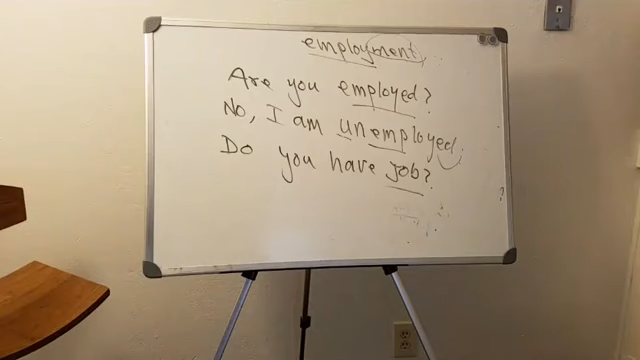 employment
Are you employed?
No, I am unemployed.
Do you have job?
?